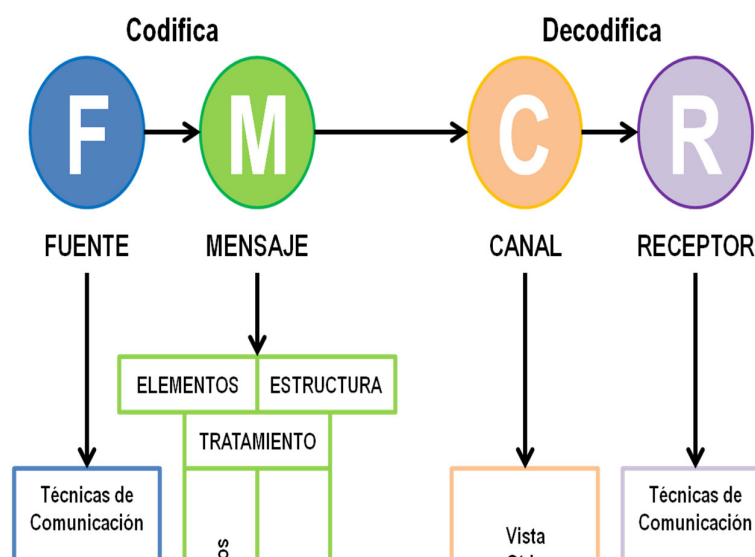 Codifica
Decodifica
F
M
C
R
FUENTE
MENSAJE
CANAL
RECEPTOR
ELEMENTOS
ESTRUCTURA
TRATAMIENTO
Técnicas de
Comunicación
Vista
Técnicas de
Comunicación